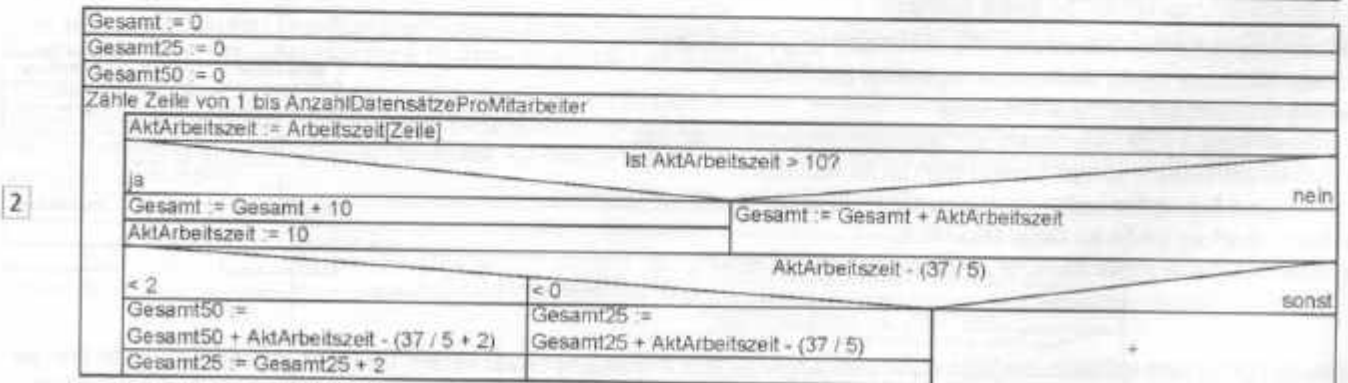 Gesamt := 0
Gesamt25 := 0
Gesamt50 := 0
Zähle Zeile von 1 bis AnzahlDatensätzeProMitarbeiter
AktArbeitszeit := Arbeitszeit[Zeile]
Ist AktArbeitszeit > 10?
ja
nein
2
Gesamt := Gesamt + 10
Gesamt := Gesamt + AktArbeitszeit
AktArbeitszeit := 10
AktArbeitszeit - (37 / 5)
< 2
< 0
sonst
Gesamt50 :=
Gesamt50 + AktArbeitszeit - (37 / 5 + 2)
Gesamt25 := Gesamt25 + 2
Gesamt25 :=
Gesamt25 + AktArbeitszeit - (37 / 5)